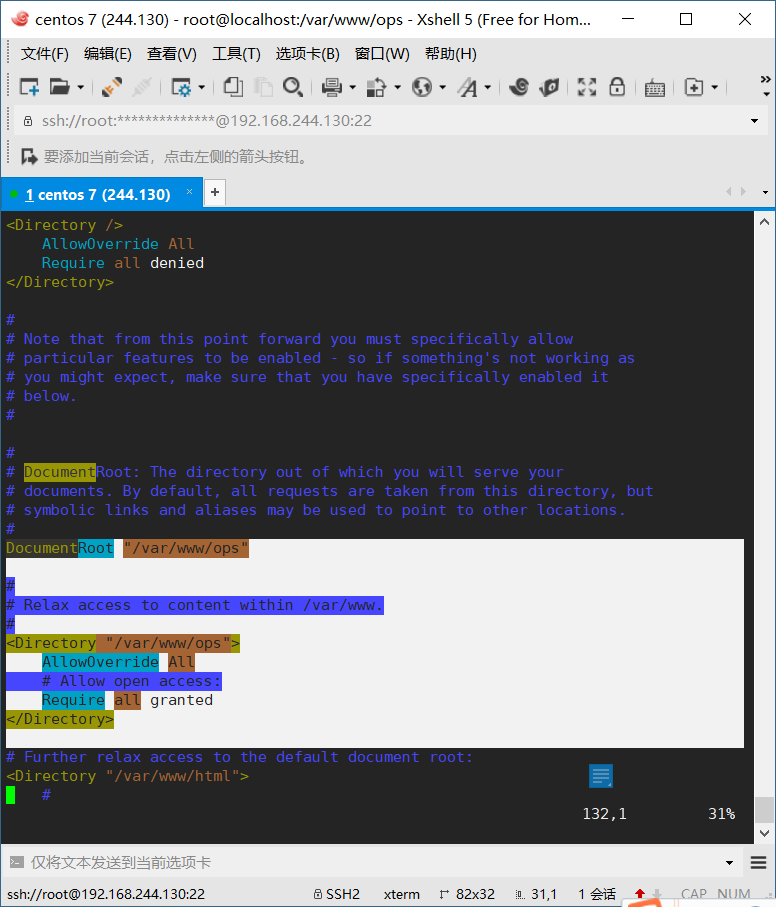 centos 7 (244.130) - root@localhost:/var/www/ops - Xshell 5 (Free for Hom...
文件(F) 编辑(E) 查看(V) 工具(T) 选项卡(B) 窗口(W) 帮助(H)
ssh://root:**************@192.168.244.130:22
要添加当前会话，点击左侧的箭头按钮。
1 centos 7 (244.130) × +
<Directory />
    AllowOverride All
    Require all denied
</Directory>
#
# Note that from this point forward you must specifically allow
# particular features to be enabled - so if something's not working as
# you might expect, make sure that you have specifically enabled it
# below.
#
#
# DocumentRoot: The directory out of which you will serve your
# documents. By default, all requests are taken from this directory, but
# symbolic links and aliases may be used to point to other locations.
#
DocumentRoot "/var/www/ops"
#
# Relax access to content within /var/www.
#
<Directory "/var/www/ops">
    AllowOverride All
    # Allow open access:
    Require all granted
</Directory>
# Further relax access to the default document root:
<Directory "/var/www/html">
    #
132,1 31%
仅将文本发送到当前选项卡
ssh://root@192.168.244.130:22 SSH2 xterm 82x32 31,1 1 会话 CAP NUM